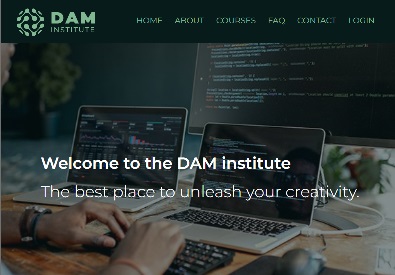 DAM
INSTITUTE
HOME ABOUT COURSES FAQ CONTACT LOGIN
Welcome to the DAM institute
The best place to unleash your creativity.